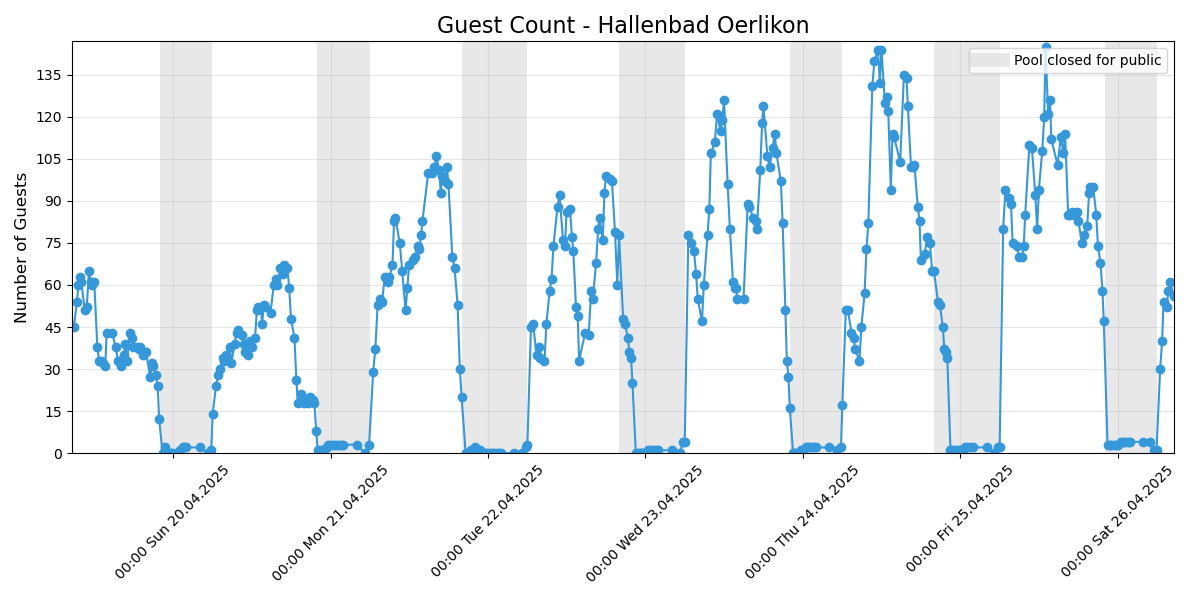 Guest Count - Hallenbad Oerlikon
Pool closed for public
Number of Guests
135
120
105
90
75
60
45
30
15
0
00:00 Sun 20.04.2025
00:00 Mon 21.04.2025
00:00 Tue 22.04.2025
00:00 Wed 23.04.2025
00:00 Thu 24.04.2025
00:00 Fri 25.04.2025
00:00 Sat 26.04.2025